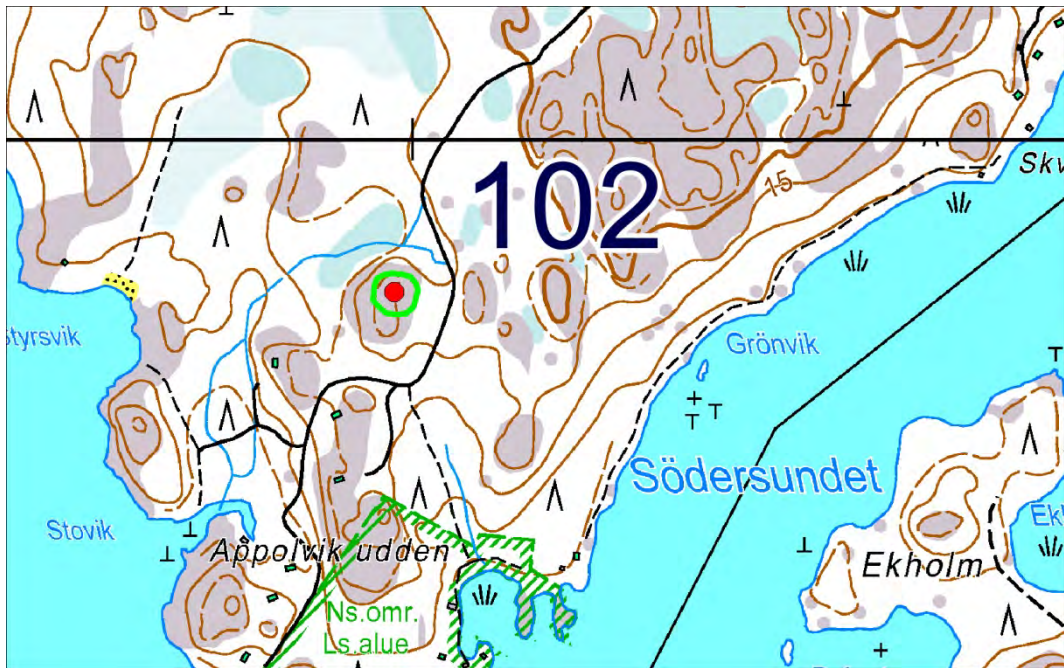 102
Skv
15
Styrsvik
Grönvik
Södersundet
Stovik
Appolvik udden
Ekholm
Ns.omr.
Ls.alue